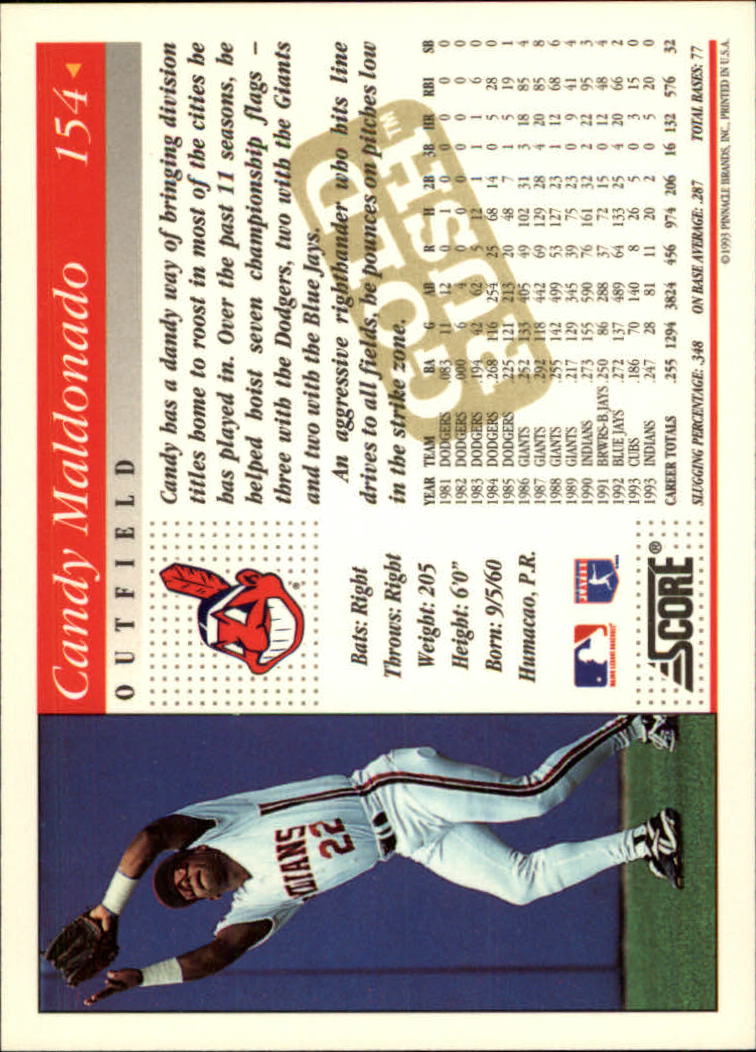 Candy Maldonado 154
OUTFIELD
Candy has a dandy way of bringing division
titles home to roost in most of the cities he
has played in. Over the past 11 seasons, he
helped hoist seven championship flags –
three with the Dodgers, two with the Giants
and two with the Blue Jays.
An aggressive righthander who hits line
drives to all fields, he pounces on pitches low
in the strike zone.
GOLD
RUSH
TM
®
Bats: Right
Throws: Right
Weight: 205
Height: 6'0"
Born: 9/5/60
Humacao, P.R.
YEAR TEAM BA G AB R H 2B 3B HR RBI SB
1981 DODGERS .083 11 12 0 1 0 0 0 0 0
1982 DODGERS .000 6 4 0 0 0 0 0 0 0
1983 DODGERS .194 42 62 5 12 1 1 1 6 0
1984 DODGERS .268 116 254 25 68 14 0 5 28 0
1985 DODGERS .225 121 213 20 48 7 1 5 19 1
1986 GIANTS .252 133 405 49 102 31 3 18 85 4
1987 GIANTS .292 118 442 69 129 28 4 20 85 8
1988 GIANTS .255 142 499 53 127 23 1 12 68 6
1989 GIANTS .217 129 345 39 75 23 0 9 41 4
1990 INDIANS .273 155 590 76 161 32 2 22 95 3
1991 BRWRS-B.JAYS .250 86 288 37 72 15 0 12 48 4
1992 BLUE JAYS .272 137 489 64 133 25 4 20 66 2
1993 CUBS .186 70 140 8 26 5 0 3 15 0
1993 INDIANS .247 28 81 11 20 2 0 5 20 0
CAREER TOTALS .255 1294 3824 456 974 206 16 132 576 32
SLUGGING PERCENTAGE: .348 ON BASE AVERAGE: .287 TOTAL BASES: 77
©1993 PINNACLE BRANDS, INC., PRINTED IN U.S.A.
MAJOR LEAGUE BASEBALL
SCORE®
DIANS
22